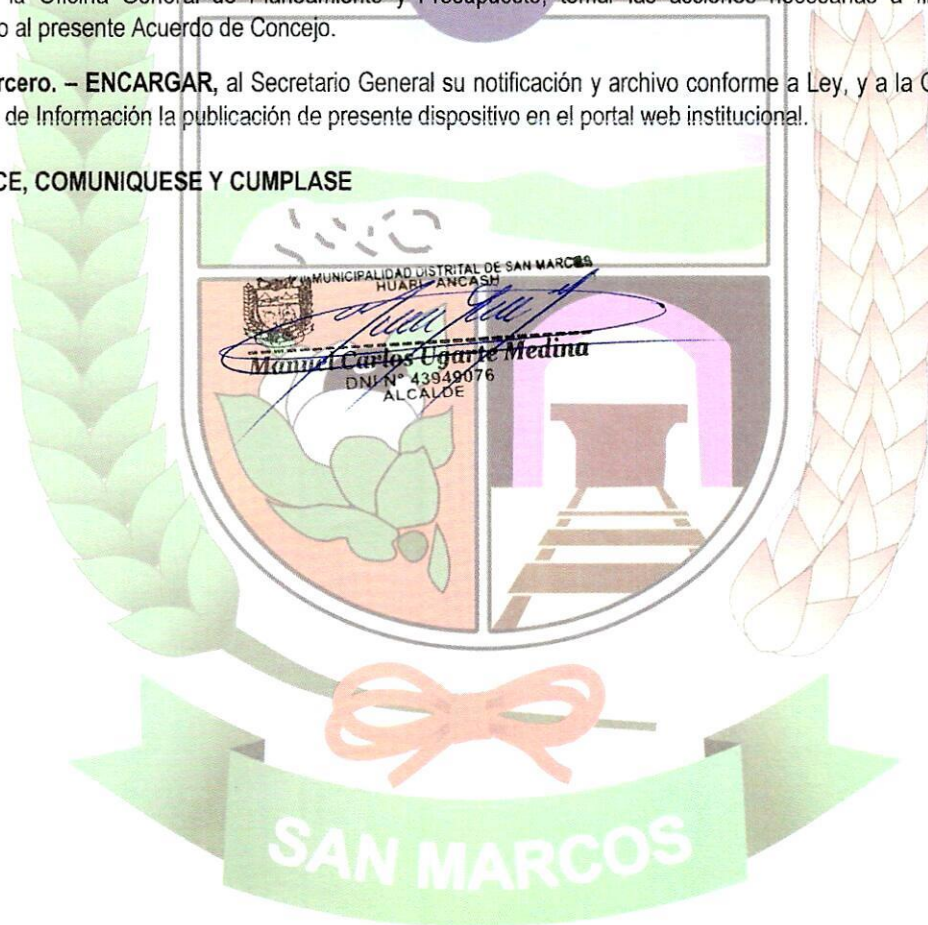 la Oficina General de Planeamiento y Presupuesto, tomar las acciones necesarias a
o al presente Acuerdo de Concejo.
rcero. – ENCARGAR, al Secretario General su notificación y archivo conforme a Ley, y a la
de Información la publicación de presente dispositivo en el portal web institucional.
CE, COMUNIQUESE Y CUMPLASE
MUNICIPALIDAD DISTRITAL DE SAN MARCOS
HUARI ANCASH
Manuel Carlos Ugarte Medina
DNI N° 43949076
ALCALDE
SAN MARCOS